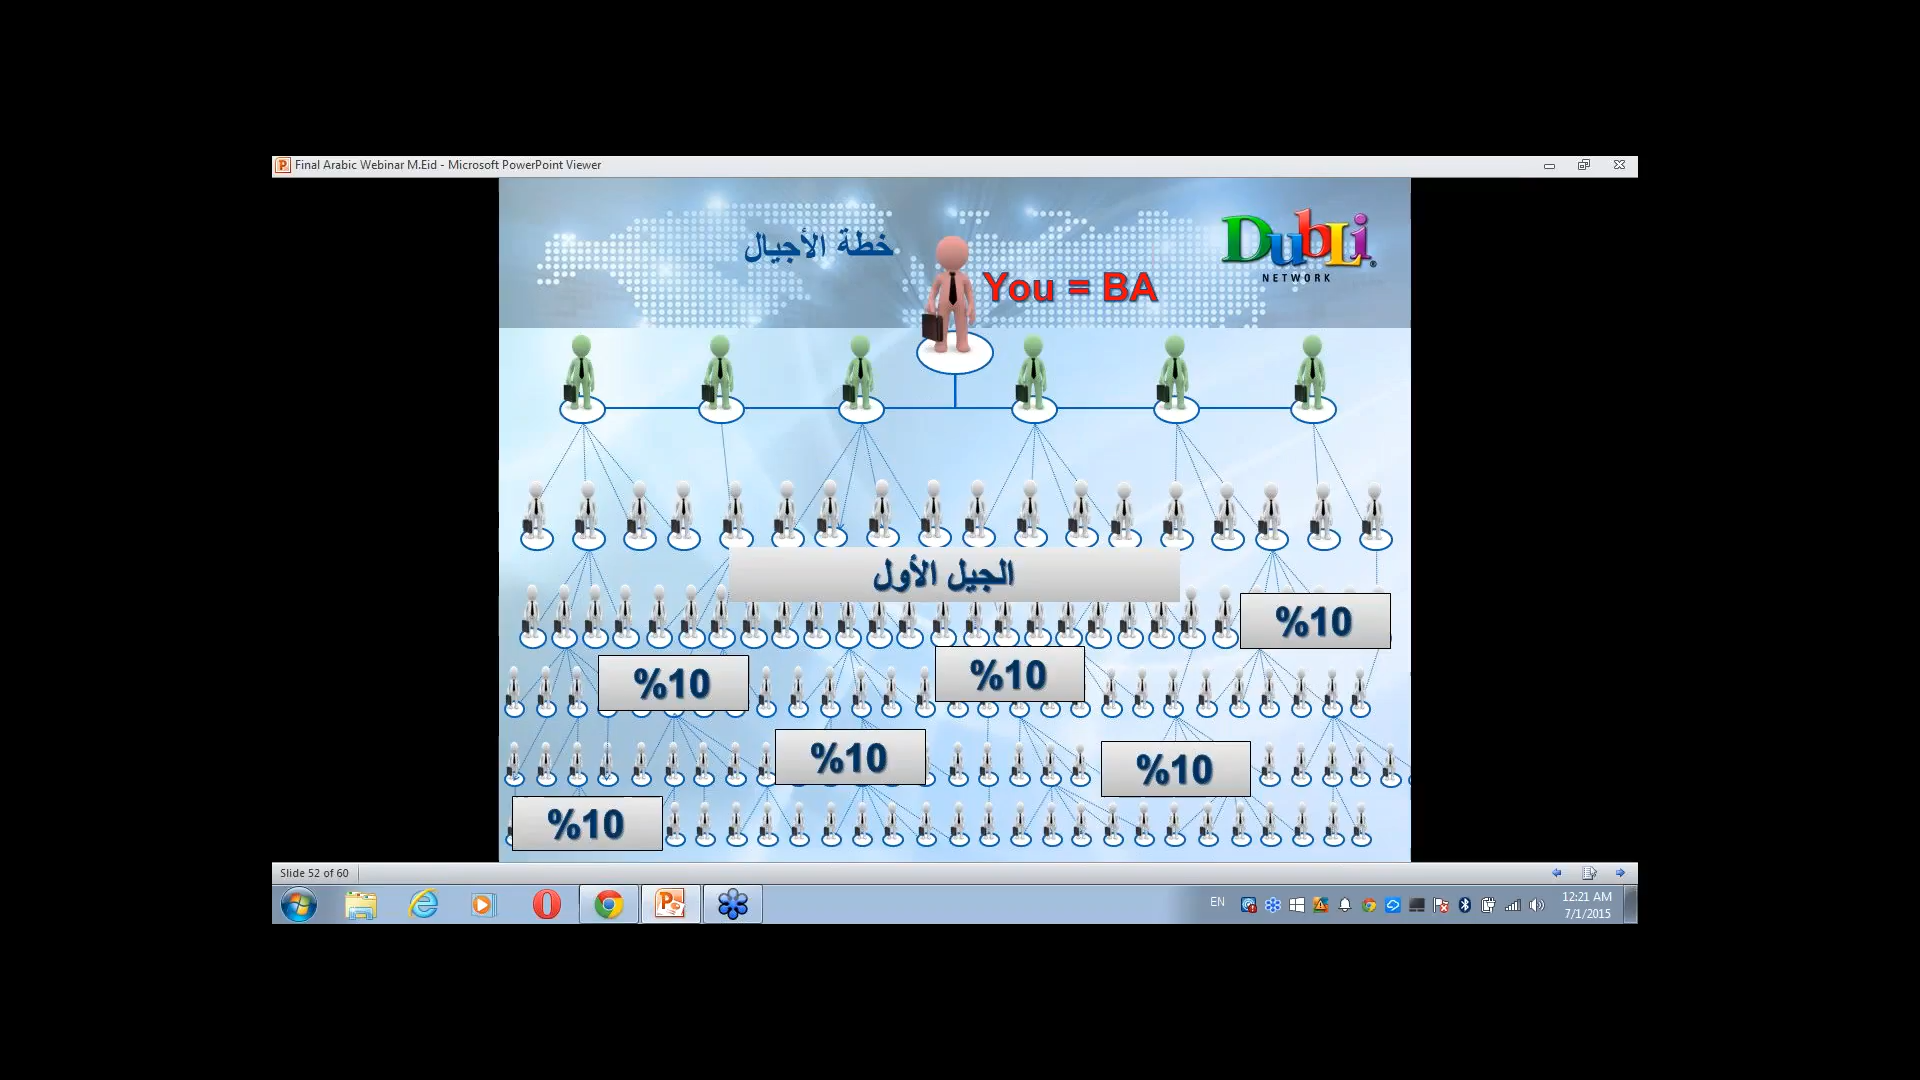 Final Arabic Webinar M.Eid - Microsoft PowerPoint Viewer
خطة الأجيال
You = BA
DubLi
NETWORK
الجيل الأول
%10
%10
%10
%10
%10
%10
Slide 52 of 60
EN
12:21 AM
7/1/2015